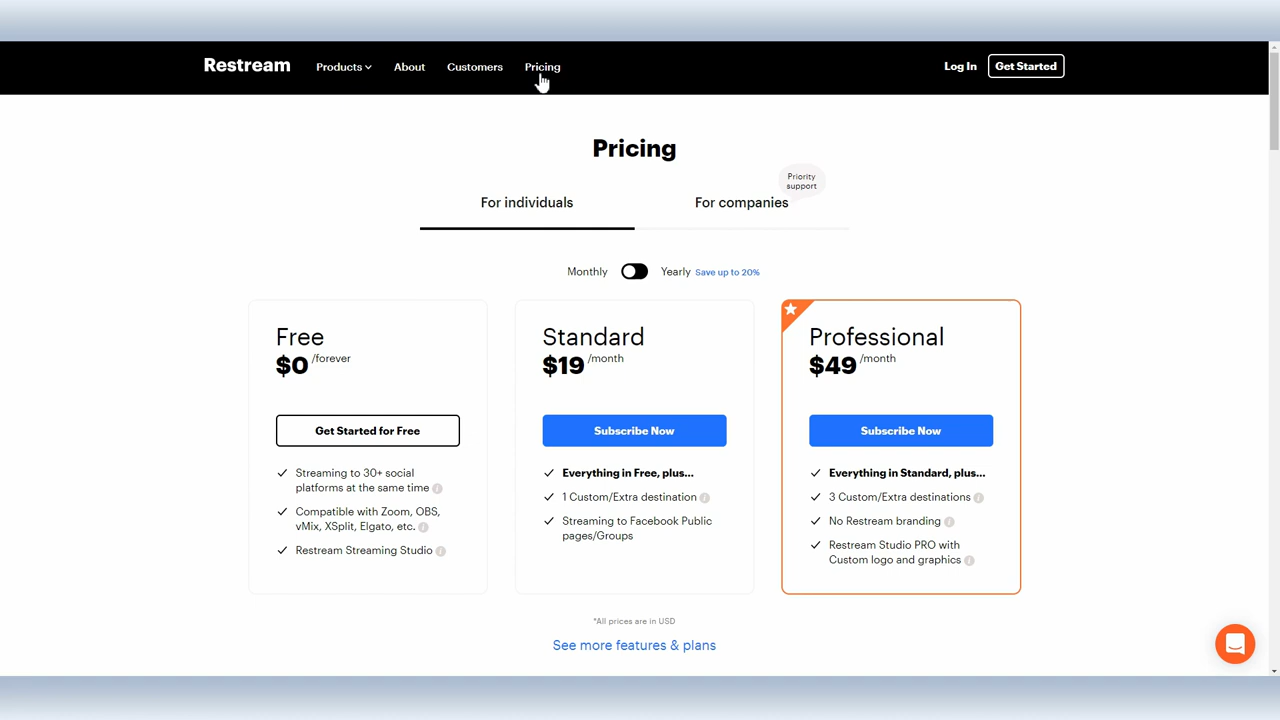 Restream
Products
About
Customers
Pricing
Log In
Get Started
Pricing
Priority
support
For individuals
For companies
Monthly
Yearly
Save up to 20%
Free
$0 /forever
Get Started for Free
Streaming to 30+ social
platforms at the same time
Compatible with Zoom, OBS,
vMix, XSplit, Elgato, etc.
Restream Streaming Studio
Standard
$19 /month
Subscribe Now
Everything in Free, plus...
1 Custom/Extra destination
Streaming to Facebook Public
pages/Groups
Professional
$49 /month
Subscribe Now
Everything in Standard, plus...
3 Custom/Extra destinations
No Restream branding
Restream Studio PRO with
Custom logo and graphics
*All prices are in USD
See more features & plans